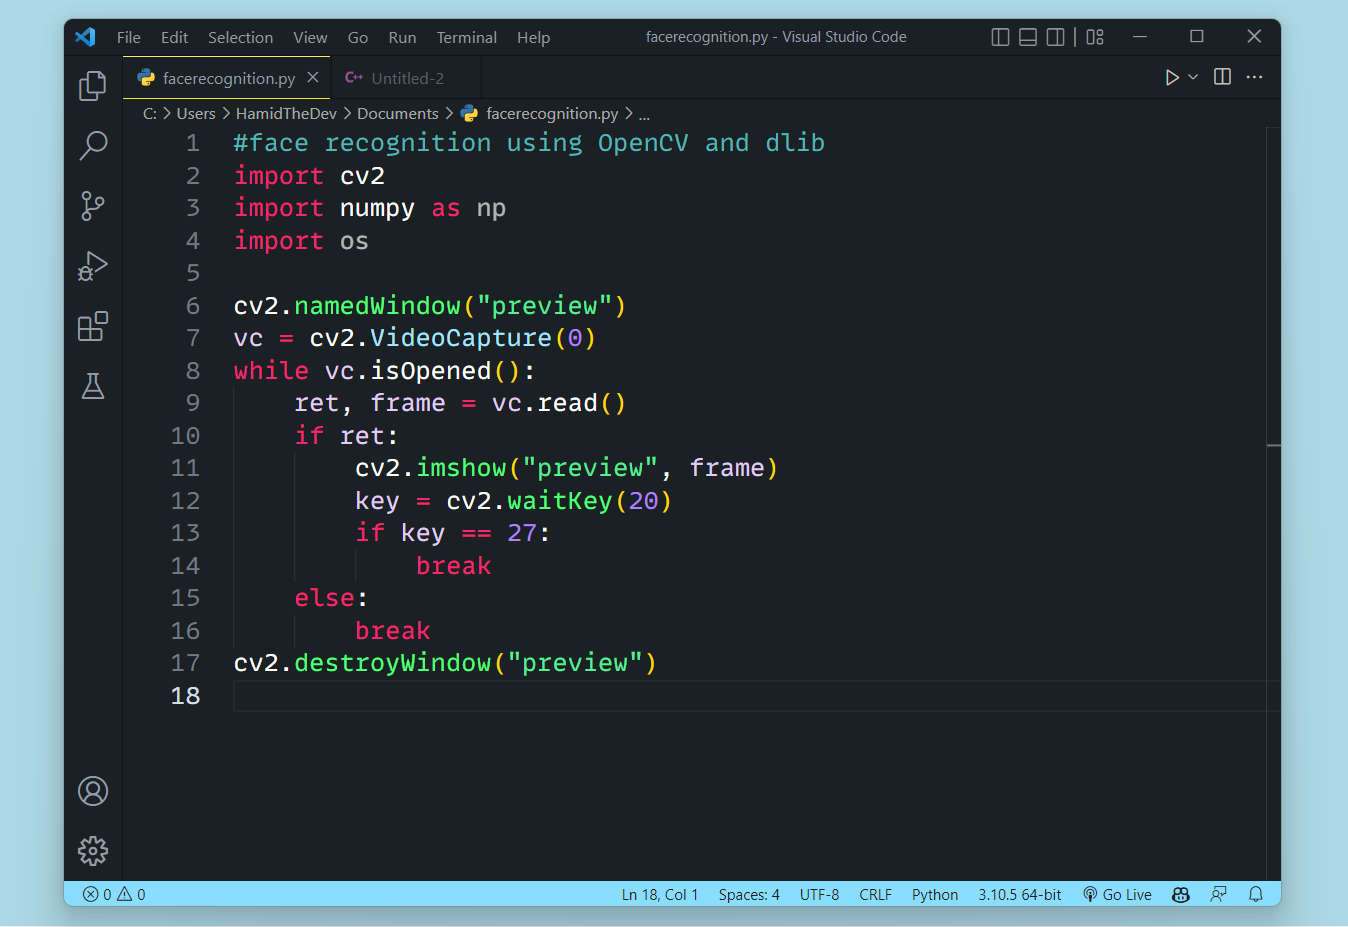 File Edit Selection View Go Run Terminal Help facerecognition.py - Visual Studio Code
facerecognition.py C++ Untitled-2
C: > Users > HamidTheDev > Documents > facerecognition.py > ...
1 #face recognition using OpenCV and dlib
2 import cv2
3 import numpy as np
4 import os
5
6 cv2.namedWindow("preview")
7 vc = cv2.VideoCapture(0)
8 while vc.isOpened():
9     ret, frame = vc.read()
10     if ret:
11         cv2.imshow("preview", frame)
12         key = cv2.waitKey(20)
13         if key == 27:
14             break
15     else:
16         break
17 cv2.destroyWindow("preview")
18
0 0 Ln 18, Col 1 Spaces: 4 UTF-8 CRLF Python 3.10.5 64-bit Go Live